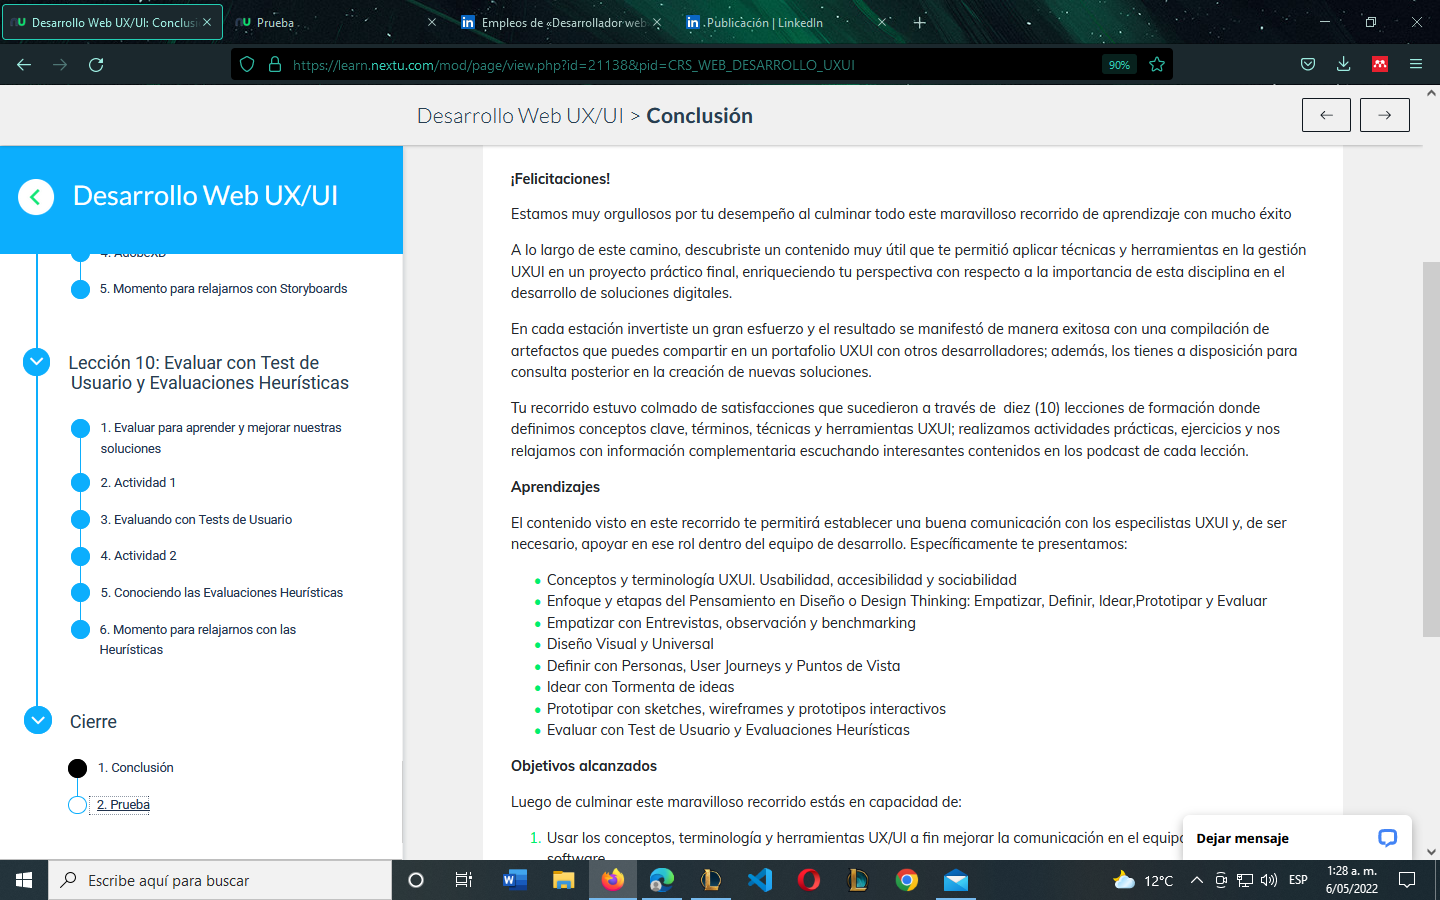 Desarrollo Web UX/UI: Conclusi
Prueba
Empleos de «Desarrollador web
Publicación | LinkedIn
https://learn.nextu.com/mod/page/view.php?id=21138&pid=CRS_WEB_DESARROLLO_UXUI
90%
Desarrollo Web UX/UI > Conclusión
Desarrollo Web UX/UI
4. AdobeXD
5. Momento para relajarnos con Storyboards
Lección 10: Evaluar con Test de
Usuario y Evaluaciones Heurísticas
1. Evaluar para aprender y mejorar nuestras
soluciones
2. Actividad 1
3. Evaluando con Tests de Usuario
4. Actividad 2
5. Conociendo las Evaluaciones Heurísticas
6. Momento para relajarnos con las
Heurísticas
Cierre
1. Conclusión
2. Prueba
¡Felicitaciones!
Estamos muy orgullosos por tu desempeño al culminar todo este maravilloso recorrido de aprendizaje con mucho éxito
A lo largo de este camino, descubriste un contenido muy útil que te permitió aplicar técnicas y herramientas en la gestión
UXUI en un proyecto práctico final, enriqueciendo tu perspectiva con respecto a la importancia de esta disciplina en el
desarrollo de soluciones digitales.
En cada estación invertiste un gran esfuerzo y el resultado se manifestó de manera exitosa con una compilación de
artefactos que puedes compartir en un portafolio UXUI con otros desarrolladores; además, los tienes a disposición para
consulta posterior en la creación de nuevas soluciones.
Tu recorrido estuvo colmado de satisfacciones que sucedieron a través de  diez (10) lecciones de formación donde
definimos conceptos clave, términos, técnicas y herramientas UXUI; realizamos actividades prácticas, ejercicios y nos
relajamos con información complementaria escuchando interesantes contenidos en los podcast de cada lección.
Aprendizajes
El contenido visto en este recorrido te permitirá establecer una buena comunicación con los especilistas UXUI y, de ser
necesario, apoyar en ese rol dentro del equipo de desarrollo. Específicamente te presentamos:
• Conceptos y terminología UXUI. Usabilidad, accesibilidad y sociabilidad
• Enfoque y etapas del Pensamiento en Diseño o Design Thinking: Empatizar, Definir, Idear,Prototipar y Evaluar
• Empatizar con Entrevistas, observación y benchmarking
• Diseño Visual y Universal
• Definir con Personas, User Journeys y Puntos de Vista
• Idear con Tormenta de ideas
• Prototipar con sketches, wireframes y prototipos interactivos
• Evaluar con Test de Usuario y Evaluaciones Heurísticas
Objetivos alcanzados
Luego de culminar este maravilloso recorrido estás en capacidad de:
1. Usar los conceptos, terminología y herramientas UX/UI a fin mejorar la comunicación en el equipo
software
Dejar mensaje
Escribe aquí para buscar
12°C
ESP
1:28 a. m.
6/05/2022